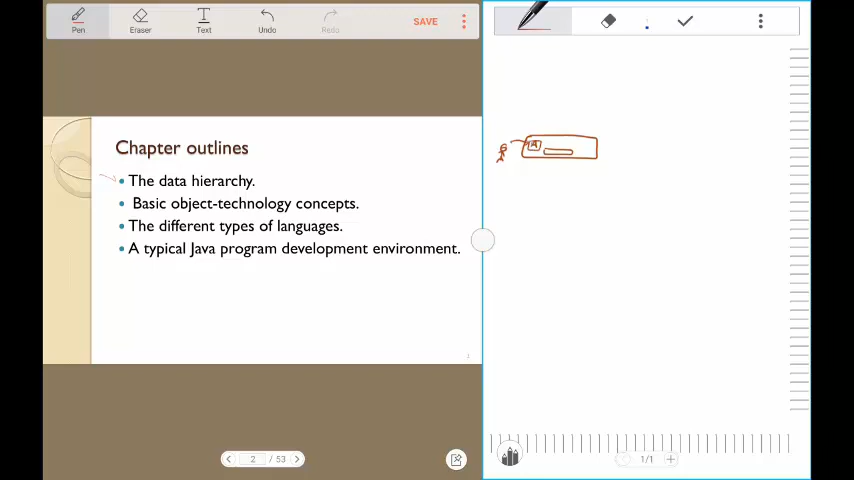 Pen
Eraser
Text
Undo
Redo
SAVE
Chapter outlines
• The data hierarchy.
• Basic object-technology concepts.
• The different types of languages.
• A typical Java program development environment.
1
2 / 53
A
1/1